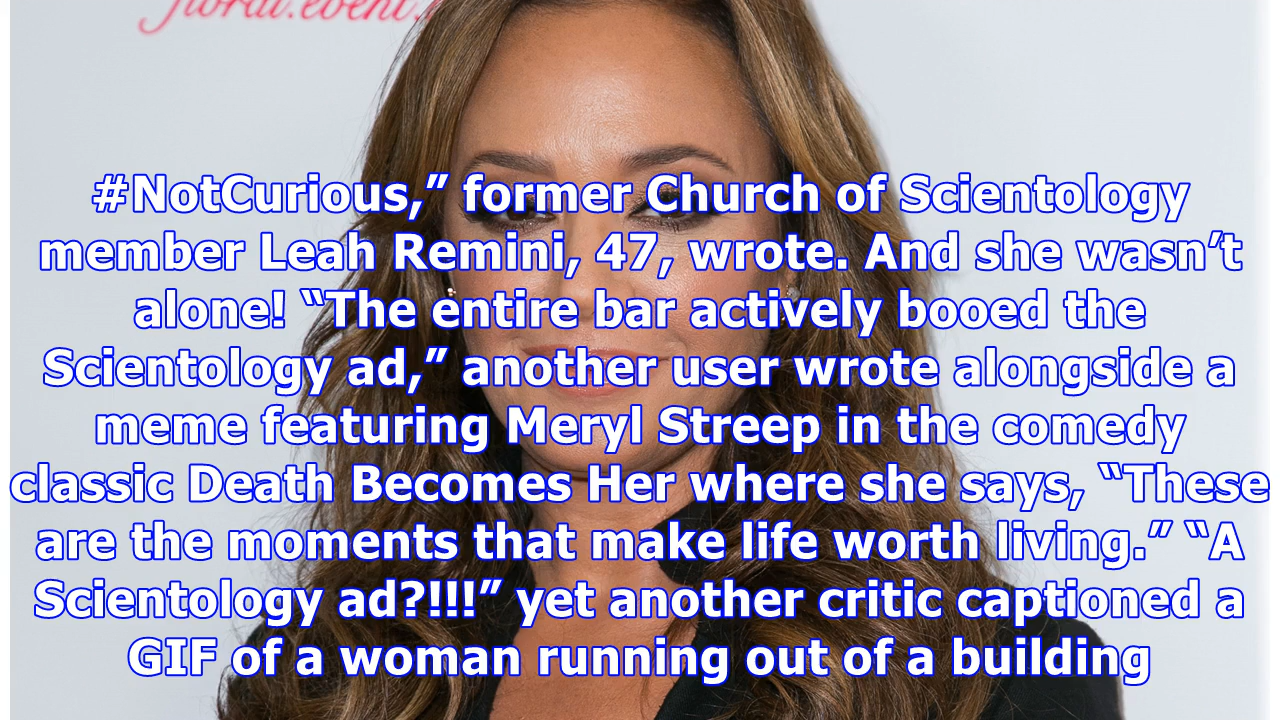 floral.event.
#NotCurious,” former Church of Scientology
member Leah Remini, 47, wrote. And she wasn’t
alone! “The entire bar actively booed the
Scientology ad,” another user wrote alongside a
meme featuring Meryl Streep in the comedy
classic Death Becomes Her where she says, “These
are the moments that make life worth living.” “A
Scientology ad?!!!” yet another critic captioned a
GIF of a woman running out of a building